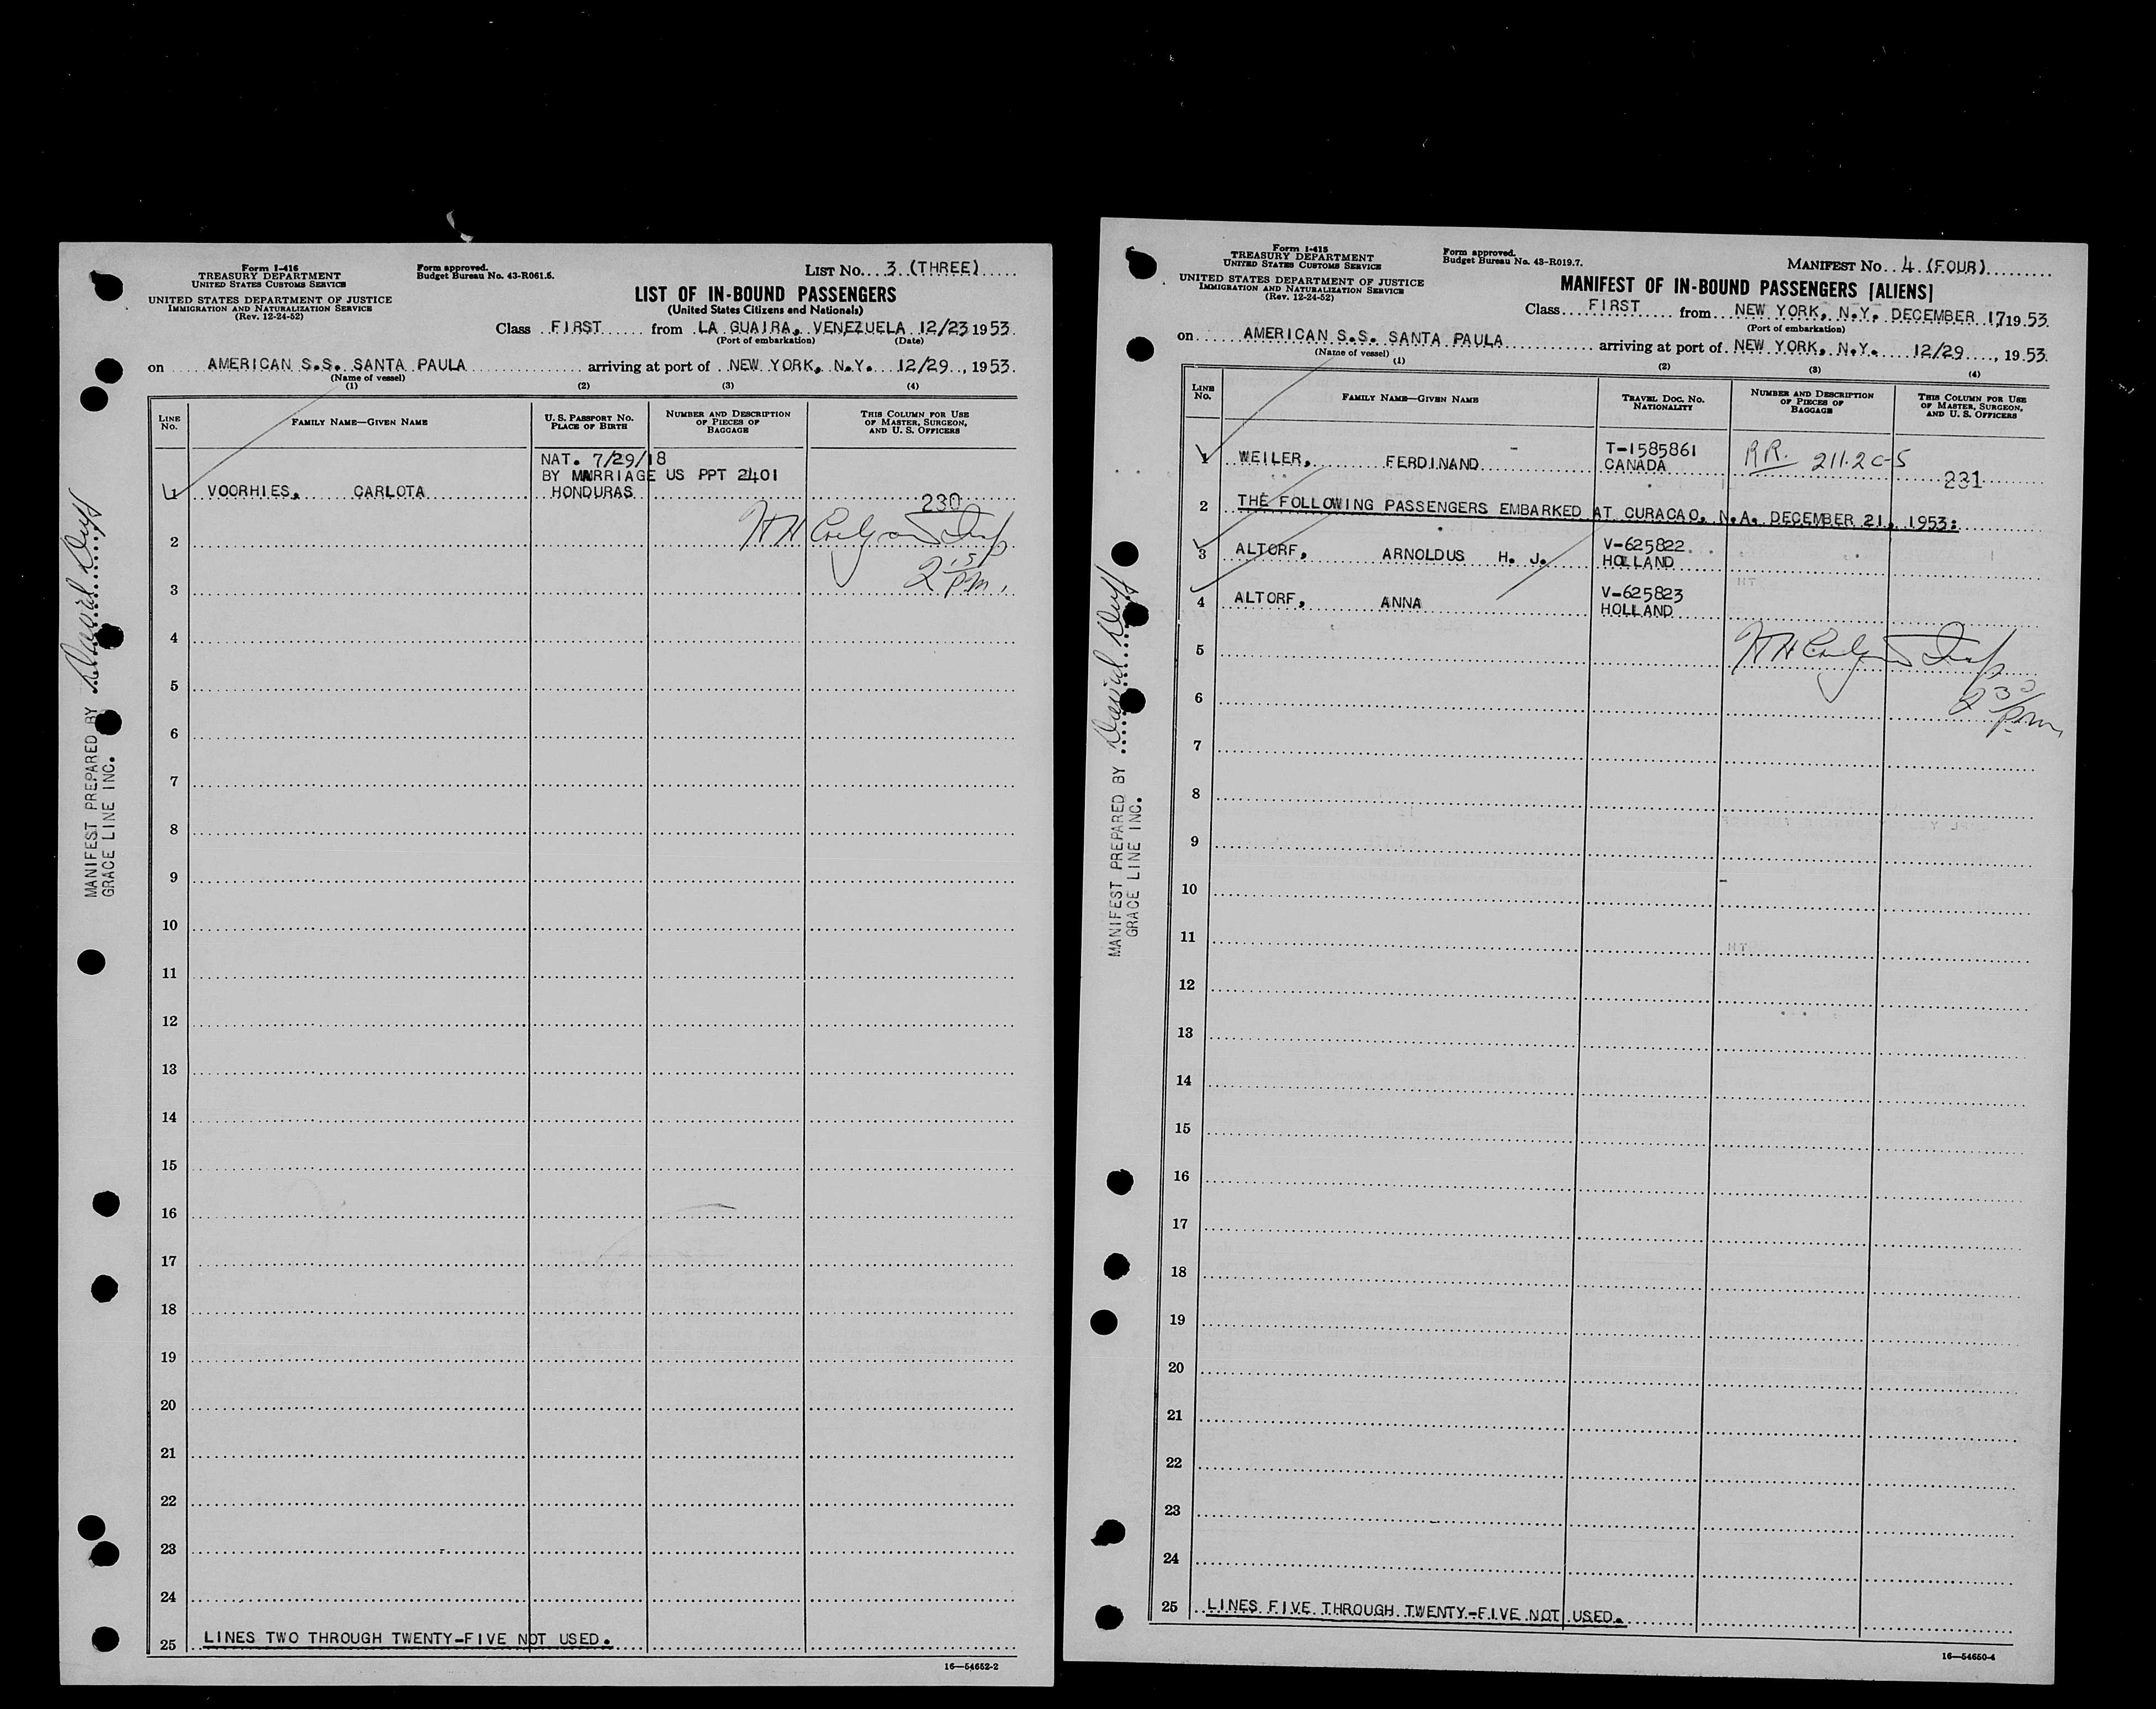 Form I-416
TREASURY DEPARTMENT
UNITED STATES CUSTOMS SERVICE
UNITED STATES DEPARTMENT OF JUSTICE
IMMIGRATION AND NATURALIZATION SERVICE
(Rev. 12-24-52)
Form approved.
Budget Bureau No. 43-R061.5.
LIST No. 3 (THREE)
LIST OF IN-BOUND PASSENGERS
(United States Citizens and Nationals)
Class FIRST from LA GUAIRA, VENEZUELA 12/23 1953
(Port of embarkation) (Date)
on AMERICAN S.S. SANTA PAULA arriving at port of NEW YORK, N.Y. 12/29, 1953
(Name of vessel)
(1) (2) (3) (4)
LINE No. FAMILY NAME—GIVEN NAME U. S. PASSPORT No. PLACE OF BIRTH NUMBER AND DESCRIPTION OF PIECES OF BAGGAGE THIS COLUMN FOR USE OF MASTER, SURGEON, AND U. S. OFFICERS
NAT. 7/29/18
BY MARRIAGE US PPT 2401
1 VOORHIES, CARLOTA HONDURAS
230
2
2 15 P.M.
3
4
5
6
7
8
9
10
11
12
13
14
15
16
17
18
19
20
21
22
23
24
25 LINES TWO THROUGH TWENTY-FIVE NOT USED.
16—54652-2
MANIFEST PREPARED BY
GRACE LINE INC.
Form I-415
TREASURY DEPARTMENT
UNITED STATES CUSTOMS SERVICE
UNITED STATES DEPARTMENT OF JUSTICE
IMMIGRATION AND NATURALIZATION SERVICE
(Rev. 12-24-52)
Form approved.
Budget Bureau No. 43-R019.7.
MANIFEST No. 4 (FOUR)
MANIFEST OF IN-BOUND PASSENGERS [ALIENS]
Class FIRST from NEW YORK, N.Y. DECEMBER 17, 1953
(Port of embarkation)
on AMERICAN S.S. SANTA PAULA arriving at port of NEW YORK, N.Y. 12/29, 1953
(Name of vessel)
(1) (2) (3) (4)
LINE No. FAMILY NAME—GIVEN NAME TRAVEL DOC. No. NATIONALITY NUMBER AND DESCRIPTION OF PIECES OF BAGGAGE THIS COLUMN FOR USE OF MASTER, SURGEON, AND U. S. OFFICERS
T-1585861
1 WEILER, FERDINAND CANADA RR. 211.2C-5 231
2 THE FOLLOWING PASSENGERS EMBARKED AT CURACAO, N.A. DECEMBER 21, 1953:
V-625822
3 ALTORF, ARNOLDUS H. J. HOLLAND
V-625823
4 ALTORF, ANNA HOLLAND
5
6
2 30 P.M.
7
8
9
10
11
12
13
14
15
16
17
18
19
20
21
22
23
24
25 LINES FIVE THROUGH TWENTY-FIVE NOT USED.
16—54650-4
MANIFEST PREPARED BY
GRACE LINE INC.